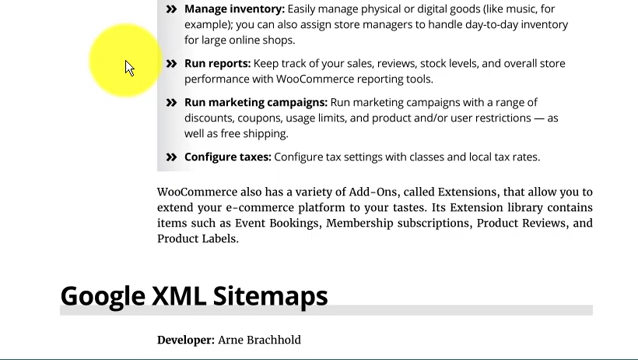 » Manage inventory: Easily manage physical or digital goods (like music, for
example); you can also assign store managers to handle day-to-day inventory
for large online shops.
» Run reports: Keep track of your sales, reviews, stock levels, and overall store
performance with WooCommerce reporting tools.
» Run marketing campaigns: Run marketing campaigns with a range of
discounts, coupons, usage limits, and product and/or user restrictions — as
well as free shipping.
» Configure taxes: Configure tax settings with classes and local tax rates.
WooCommerce also has a variety of Add-Ons, called Extensions, that allow you to
extend your e-commerce platform to your tastes. Its Extension library contains
items such as Event Bookings, Membership subscriptions, Product Reviews, and
Product Labels.
Google XML Sitemaps
Developer: Arne Brachhold